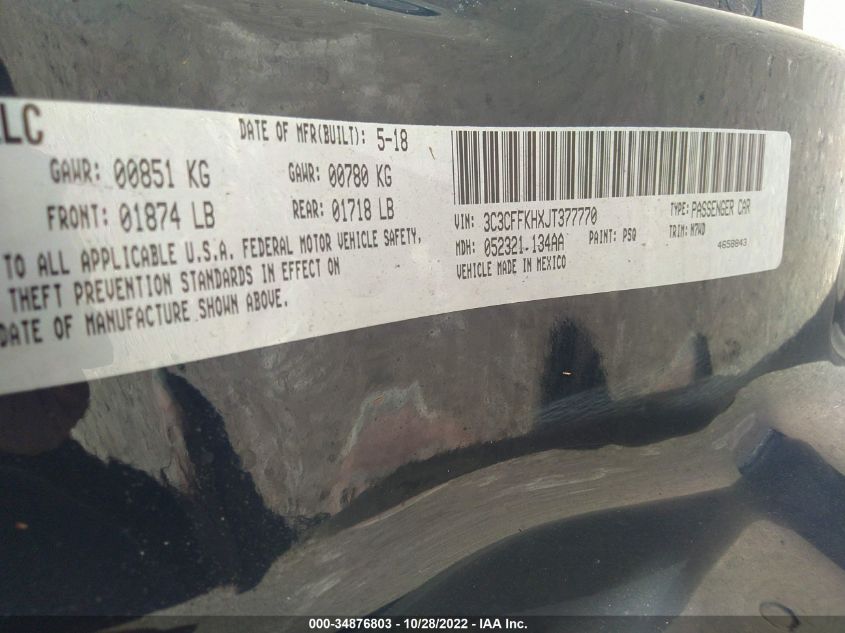 LLC
DATE OF MFR(BUILT): 5-18
GAWR: 00851 KG
GAWR: 00780 KG
FRONT: 01874 LB
REAR: 01718 LB
TO ALL APPLICABLE U.S.A. FEDERAL MOTOR VEHICLE SAFETY,
THEFT PREVENTION STANDARDS IN EFFECT ON
DATE OF MANUFACTURE SHOWN ABOVE.
VIN: 3C3CFFKHXJT377770
TYPE: PASSENGER CAR
MDH: 052321 134AA
PAINT: PSQ
TRIM: M7WD
VEHICLE MADE IN MEXICO
4658843
000-34876803 - 10/28/2022 - IAA Inc.